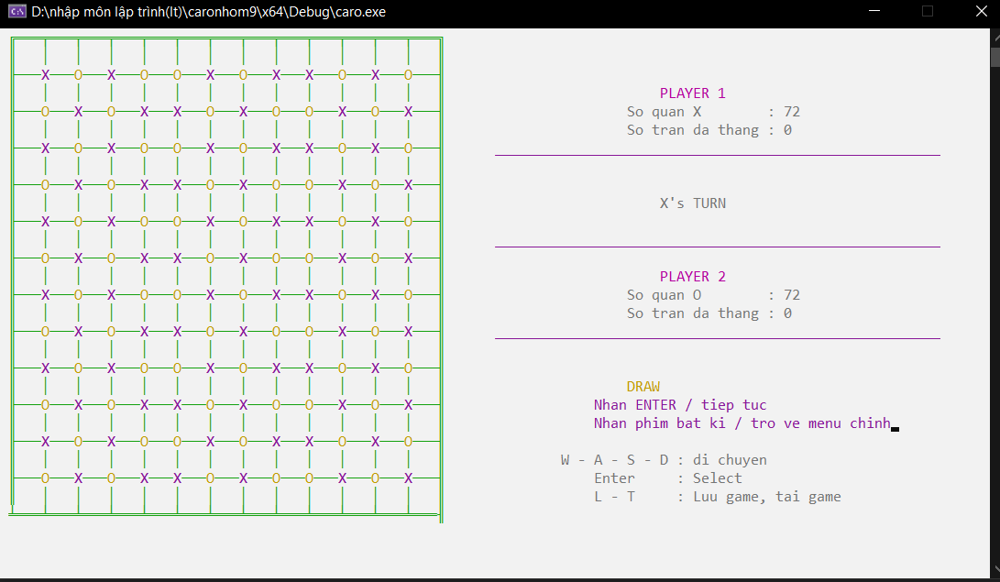 D:\nhập môn lập trình(lt)\caronhom9\x64\Debug\caro.exe
X O X O O X O X X O X O
O X O X X O X O O X O X
X O X O O X O X X O X O
O X O X X O X O O X O X
X O X O O X O X X O X O
O X O X X O X O O X O X
X O X O O X O X X O X O
O X O X X O X O O X O X
X O X O O X O X X O X O
O X O X X O X O O X O X
X O X O O X O X X O X O
O X O X X O X O O X O X
PLAYER 1
So quan X : 72
So tran da thang : 0
X's TURN
PLAYER 2
So quan O : 72
So tran da thang : 0
DRAW
Nhan ENTER / tiep tuc
Nhan phim bat ki / tro ve menu chinh
W - A - S - D : di chuyen
Enter : Select
L - T : Luu game, tai game